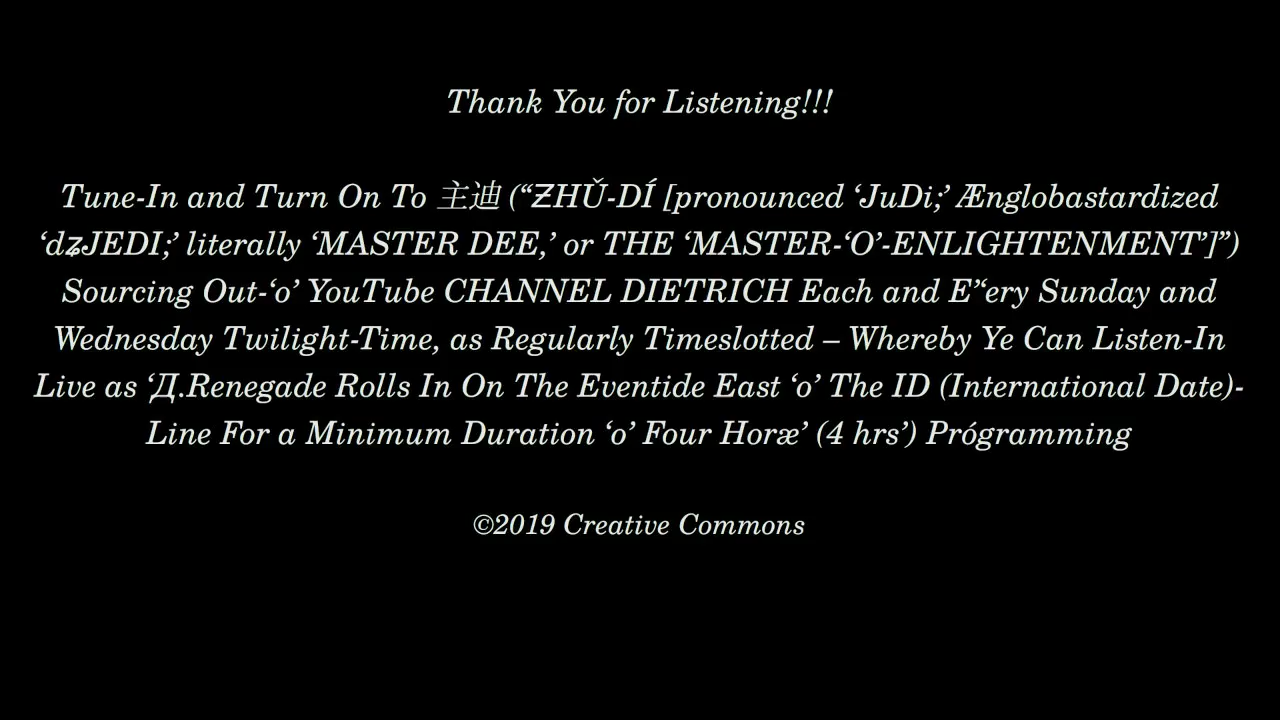 Thank You for Listening!!!
Tune-In and Turn On To 主迪 (“ƵHǓ-DÍ [pronounced ‘JuDi;’ Ænglobastardized
‘dʑJEDI;’ literally ‘MASTER DEE,’ or THE ‘MASTER-‘O’-ENLIGHTENMENT’]”)
Sourcing Out-‘o’ YouTube CHANNEL DIETRICH Each and E”‘ery Sunday and
Wednesday Twilight-Time, as Regularly Timeslotted – Whereby Ye Can Listen-In
Live as ‘Д.Renegade Rolls In On The Eventide East ‘o’ The ID (International Date)-
Line For a Minimum Duration ‘o’ Four Horæ’ (4 hrs’) Prógramming
©2019 Creative Commons